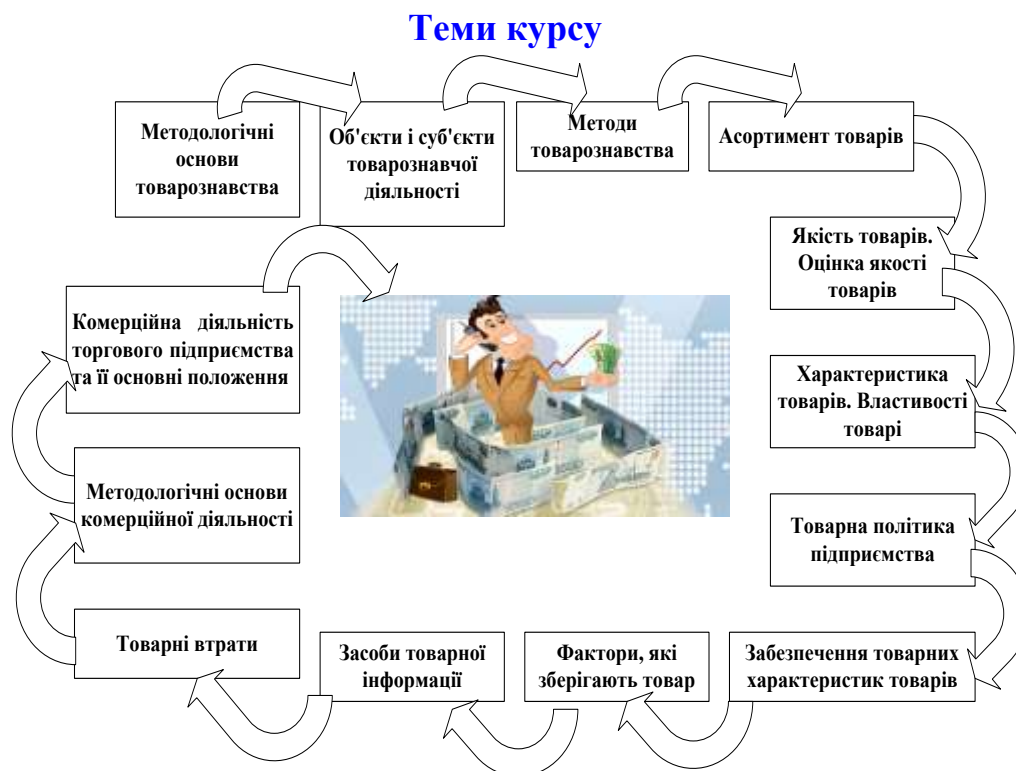 Теми курсу
Методологічні
основи
товарознавства
Об'єкти і суб'єкти
товарознавчої
діяльності
Методи
товарознавства
Асортимент товарів
Якість товарів.
Оцінка якості
товарів
Характеристика
товарів. Властивості
товарі
Товарна політика
підприємства
Забезпечення товарних
характеристик товарів
Фактори, які
зберігають товар
Засоби товарної
інформації
Товарні втрати
Методологічні основи
комерційної діяльності
Комерційна діяльність
торгового підприємства
та її основні положення